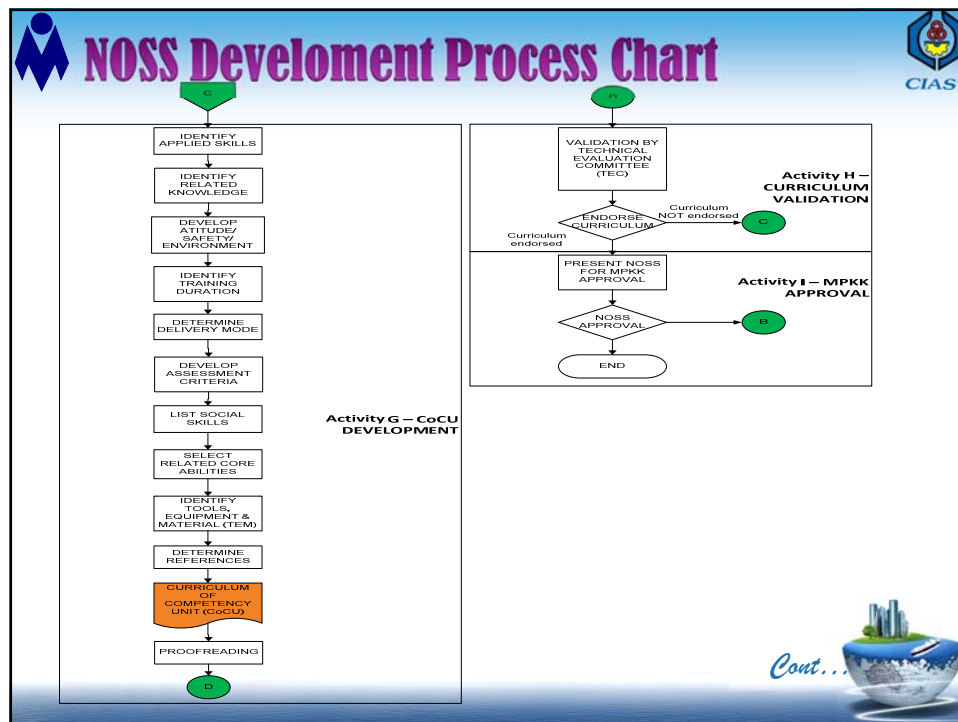 NOSS Develoment Process Chart
CIAST
C
IDENTIFY
APPLIED SKILLS
IDENTIFY
RELATED
KNOWLEDGE
DEVELOP
ATITUDE/
SAFETY/
ENVIRONMENT
IDENTIFY
TRAINING
DURATION
DETERMINE
DELIVERY MODE
DEVELOP
ASSESSMENT
CRITERIA
LIST SOCIAL
SKILLS
SELECT
RELATED CORE
ABILITIES
IDENTIFY
TOOLS,
EQUIPMENT &
MATERIAL (TEM)
DETERMINE
REFERENCES
CURRICULUM
OF
COMPETENCY
UNIT (CoCU)
PROOFREADING
D
Activity G – CoCU
DEVELOPMENT
VALIDATION BY
TECHNICAL
EVALUATION
COMMITTEE
(TEC)
Activity H –
CURRICULUM
VALIDATION
ENDORSE
CURRICULUM
Curriculum
NOT endorsed
C
Curriculum
endorsed
PRESENT NOSS
FOR MPKK
APPROVAL
Activity I – MPKK
APPROVAL
NOSS
APPROVAL
B
END
Cont...